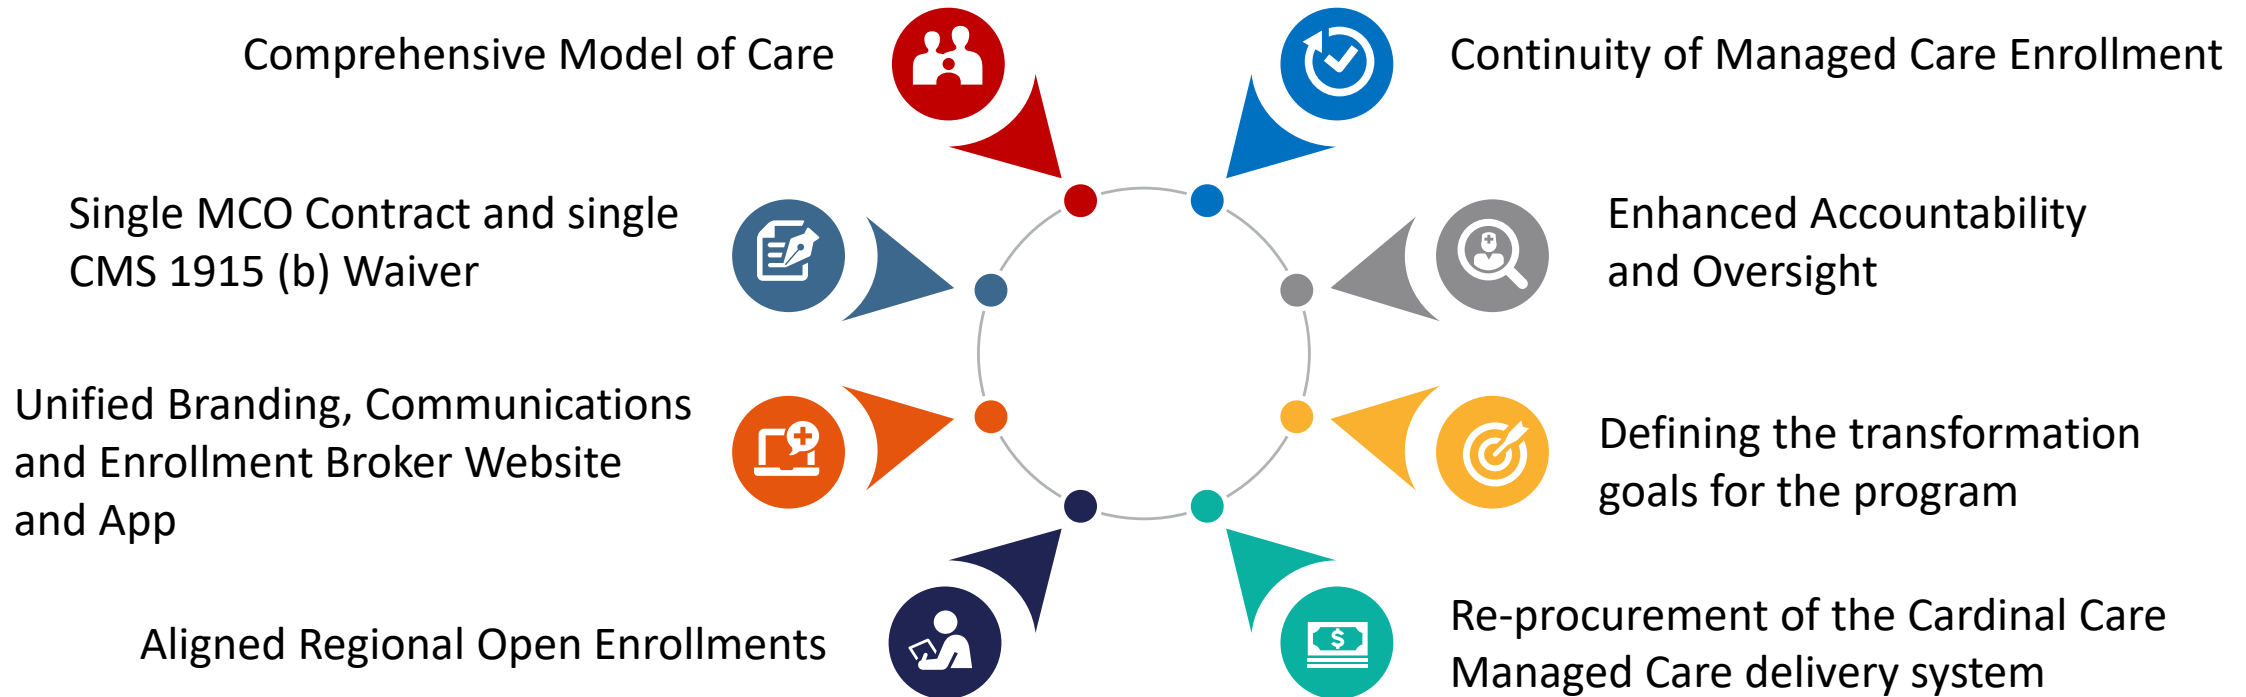 Comprehensive Model of Care
Continuity of Managed Care Enrollment
Single MCO Contract and single
CMS 1915 (b) Waiver
Enhanced Accountability
and Oversight
Unified Branding, Communications
and Enrollment Broker Website
and App
Defining the transformation
goals for the program
Aligned Regional Open Enrollments
$
Re-procurement of the Cardinal Care
Managed Care delivery system